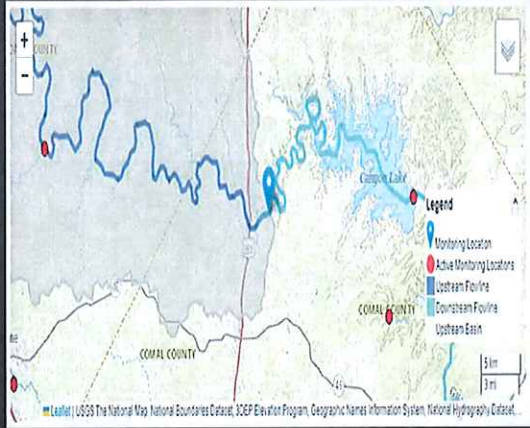 +
COUNTY
−
Canyon Lake
Legend
Monitoring Location
Active Monitoring Locations
Upstream Flowline
Downstream Flowline
Upstream Basin
COMAL COUNTY
COMAL COUNTY
me
46
5 km
3 mi
Leaflet | USGS The National Map: National Boundaries Dataset, 3DEP Elevation Program, Geographic Names Information System, National Hydrography Dataset,...